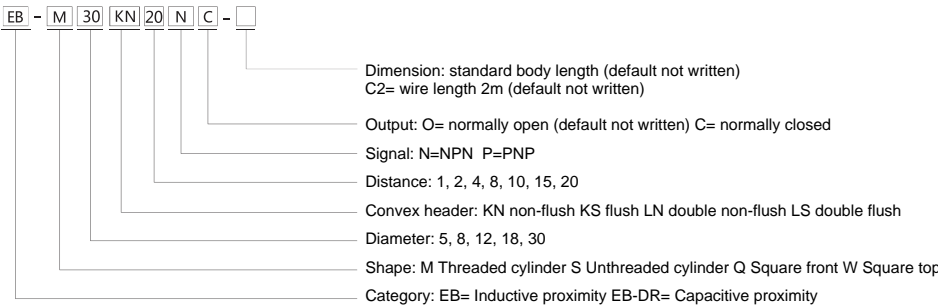 EB - M 30 KN 20 N C -
Dimension: standard body length (default not written)
C2= wire length 2m (default not written)
Output: O= normally open (default not written) C= normally closed
Signal: N=NPN P=PNP
Distance: 1, 2, 4, 8, 10, 15, 20
Convex header: KN non-flush KS flush LN double non-flush LS double flush
Diameter: 5, 8, 12, 18, 30
Shape: M Threaded cylinder S Unthreaded cylinder Q Square front W Square top
Category: EB= Inductive proximity EB-DR= Capacitive proximity